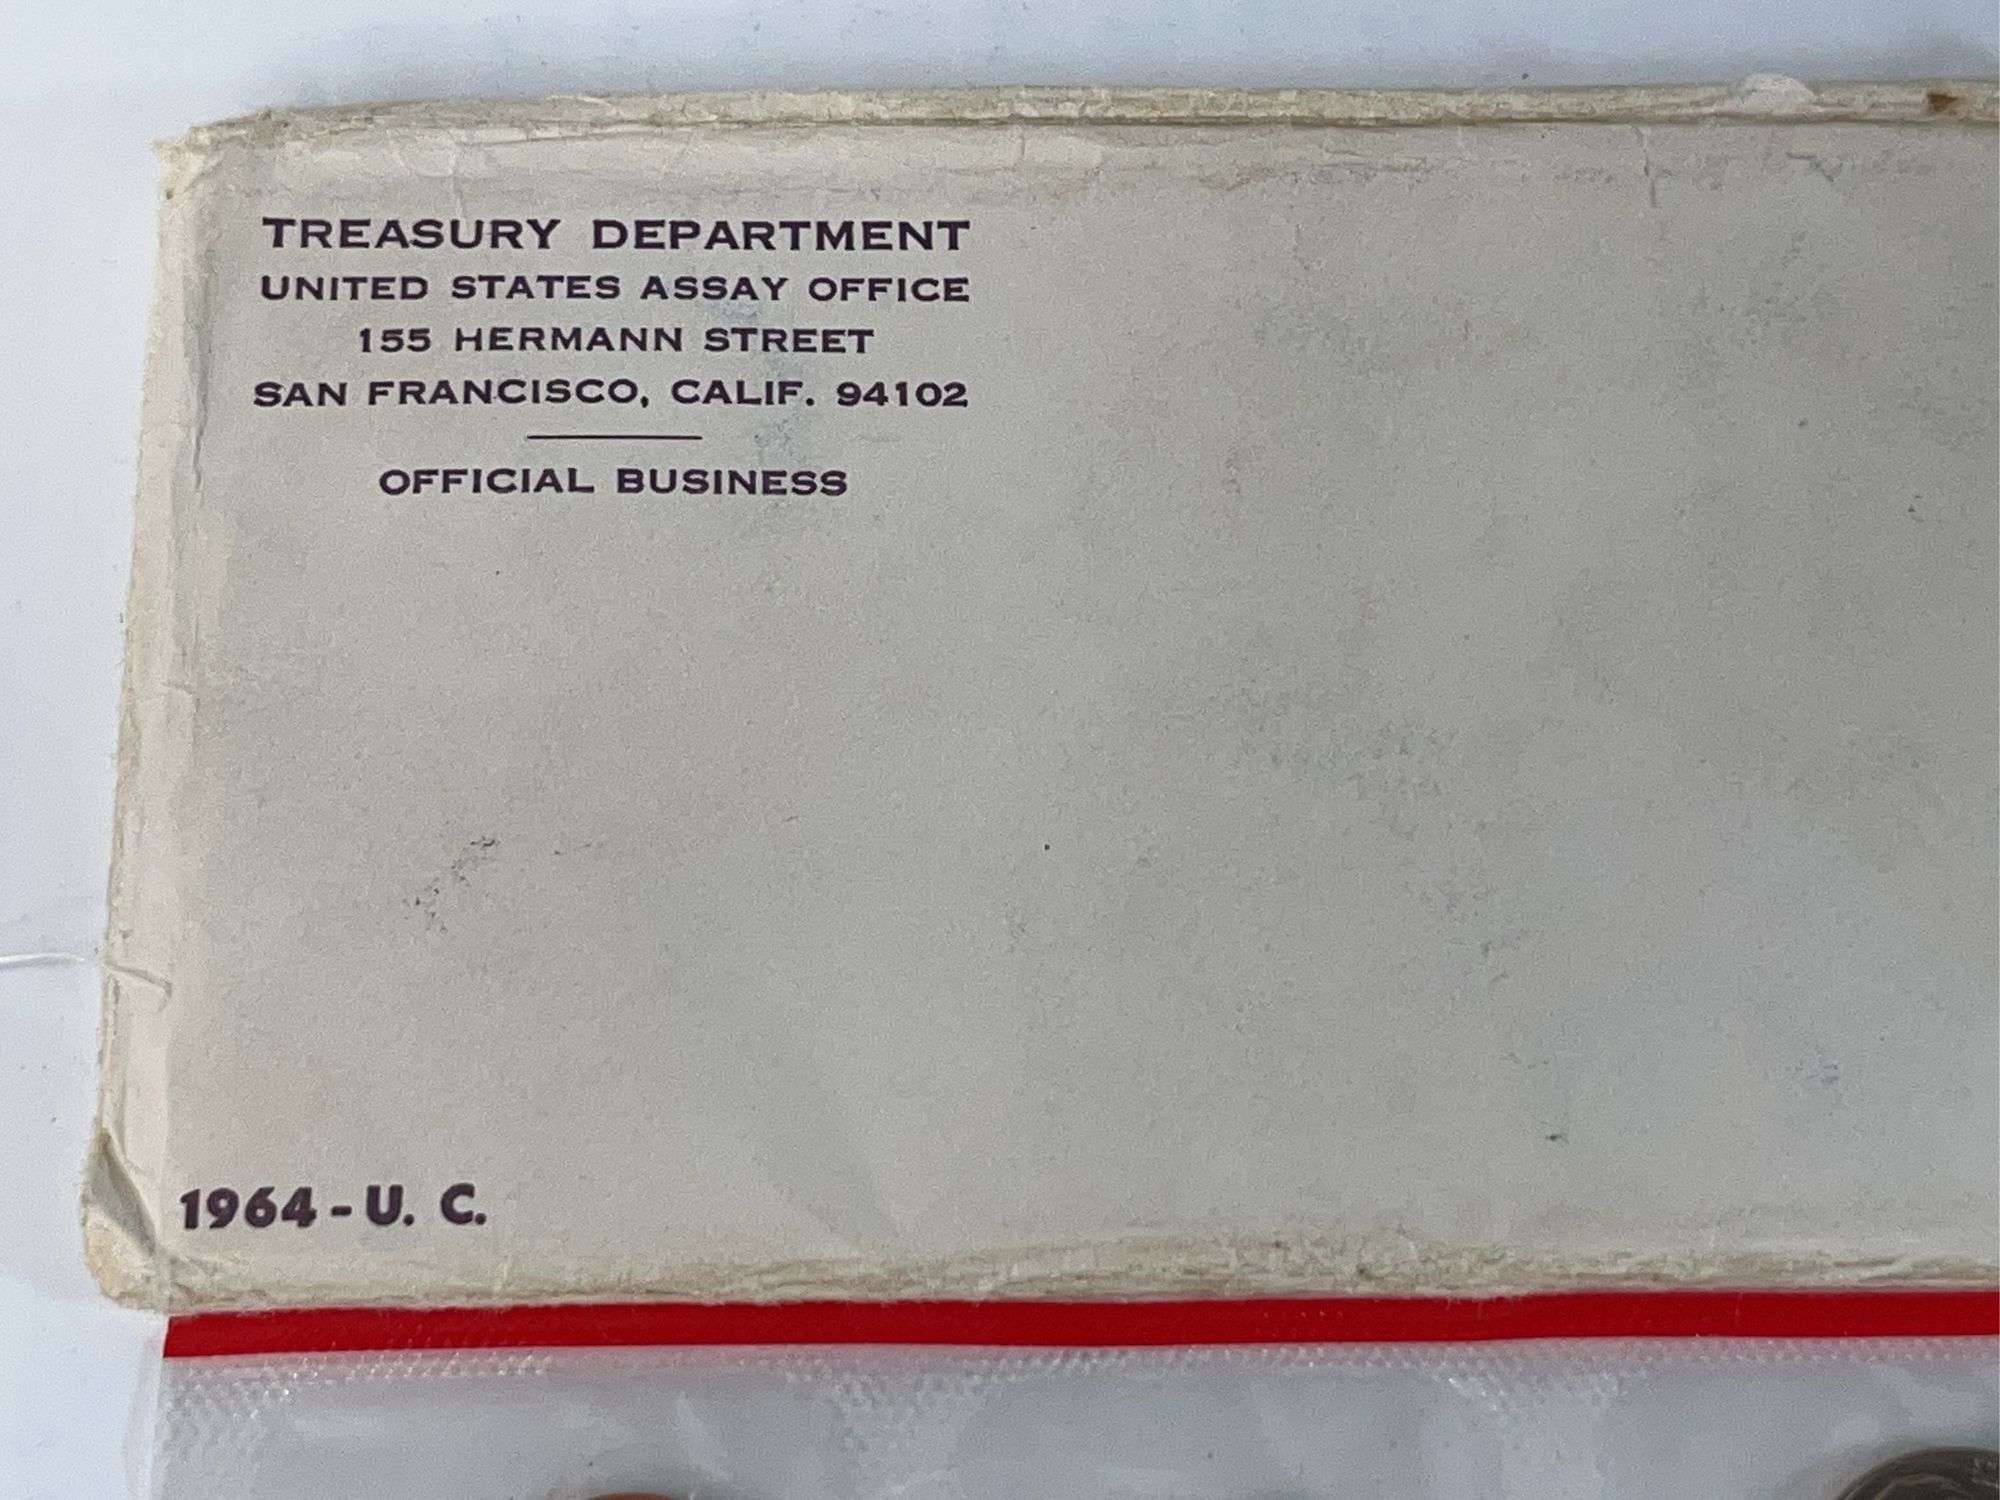 TREASURY DEPARTMENT
UNITED STATES ASSAY OFFICE
155 HERMANN STREET
SAN FRANCISCO, CALIF. 94102
OFFICIAL BUSINESS
1964 - U. C.